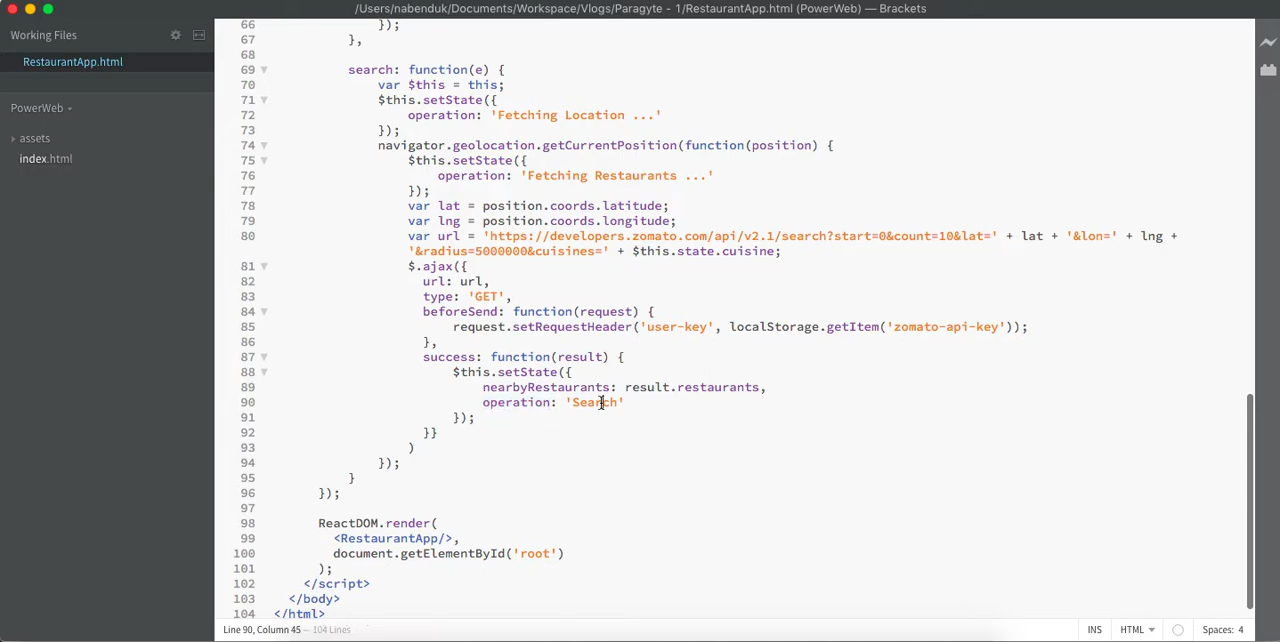 /Users/nabenduk/Documents/Workspace/Vlogs/Paragyte - 1/RestaurantApp.html (PowerWeb) — Brackets
Working Files
RestaurantApp.html
PowerWeb
assets
index.html
66 });
67 },
68
69 search: function(e) {
70 var $this = this;
71 $this.setState({
72 operation: 'Fetching Location ...'
73 });
74 navigator.geolocation.getCurrentPosition(function(position) {
75 $this.setState({
76 operation: 'Fetching Restaurants ...'
77 });
78 var lat = position.coords.latitude;
79 var lng = position.coords.longitude;
80 var url = 'https://developers.zomato.com/api/v2.1/search?start=0&count=10&lat=' + lat + '&lon=' + lng +
'&radius=5000000&cuisines=' + $this.state.cuisine;
81 $.ajax({
82 url: url,
83 type: 'GET',
84 beforeSend: function(request) {
85 request.setRequestHeader('user-key', localStorage.getItem('zomato-api-key'));
86 },
87 success: function(result) {
88 $this.setState({
89 nearbyRestaurants: result.restaurants,
90 operation: 'Search'
91 });
92 }}
93 )
94 });
95 }
96 });
97
98 ReactDOM.render(
99 <RestaurantApp/>,
100 document.getElementById('root')
101 );
102 </script>
103 </body>
104 </html>
Line 90, Column 45 — 104 Lines
INS
HTML
Spaces: 4